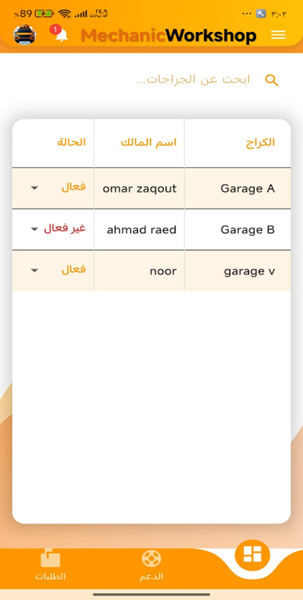 %89 ٣:٠٢
1 MechanicWorkshop
ابحث عن الجراجات...
الكراج اسم المالك الحالة
Garage A omar zaqout فعال
Garage B ahmad raed غير فعال
garage v noor فعال
الدعم الطلبات